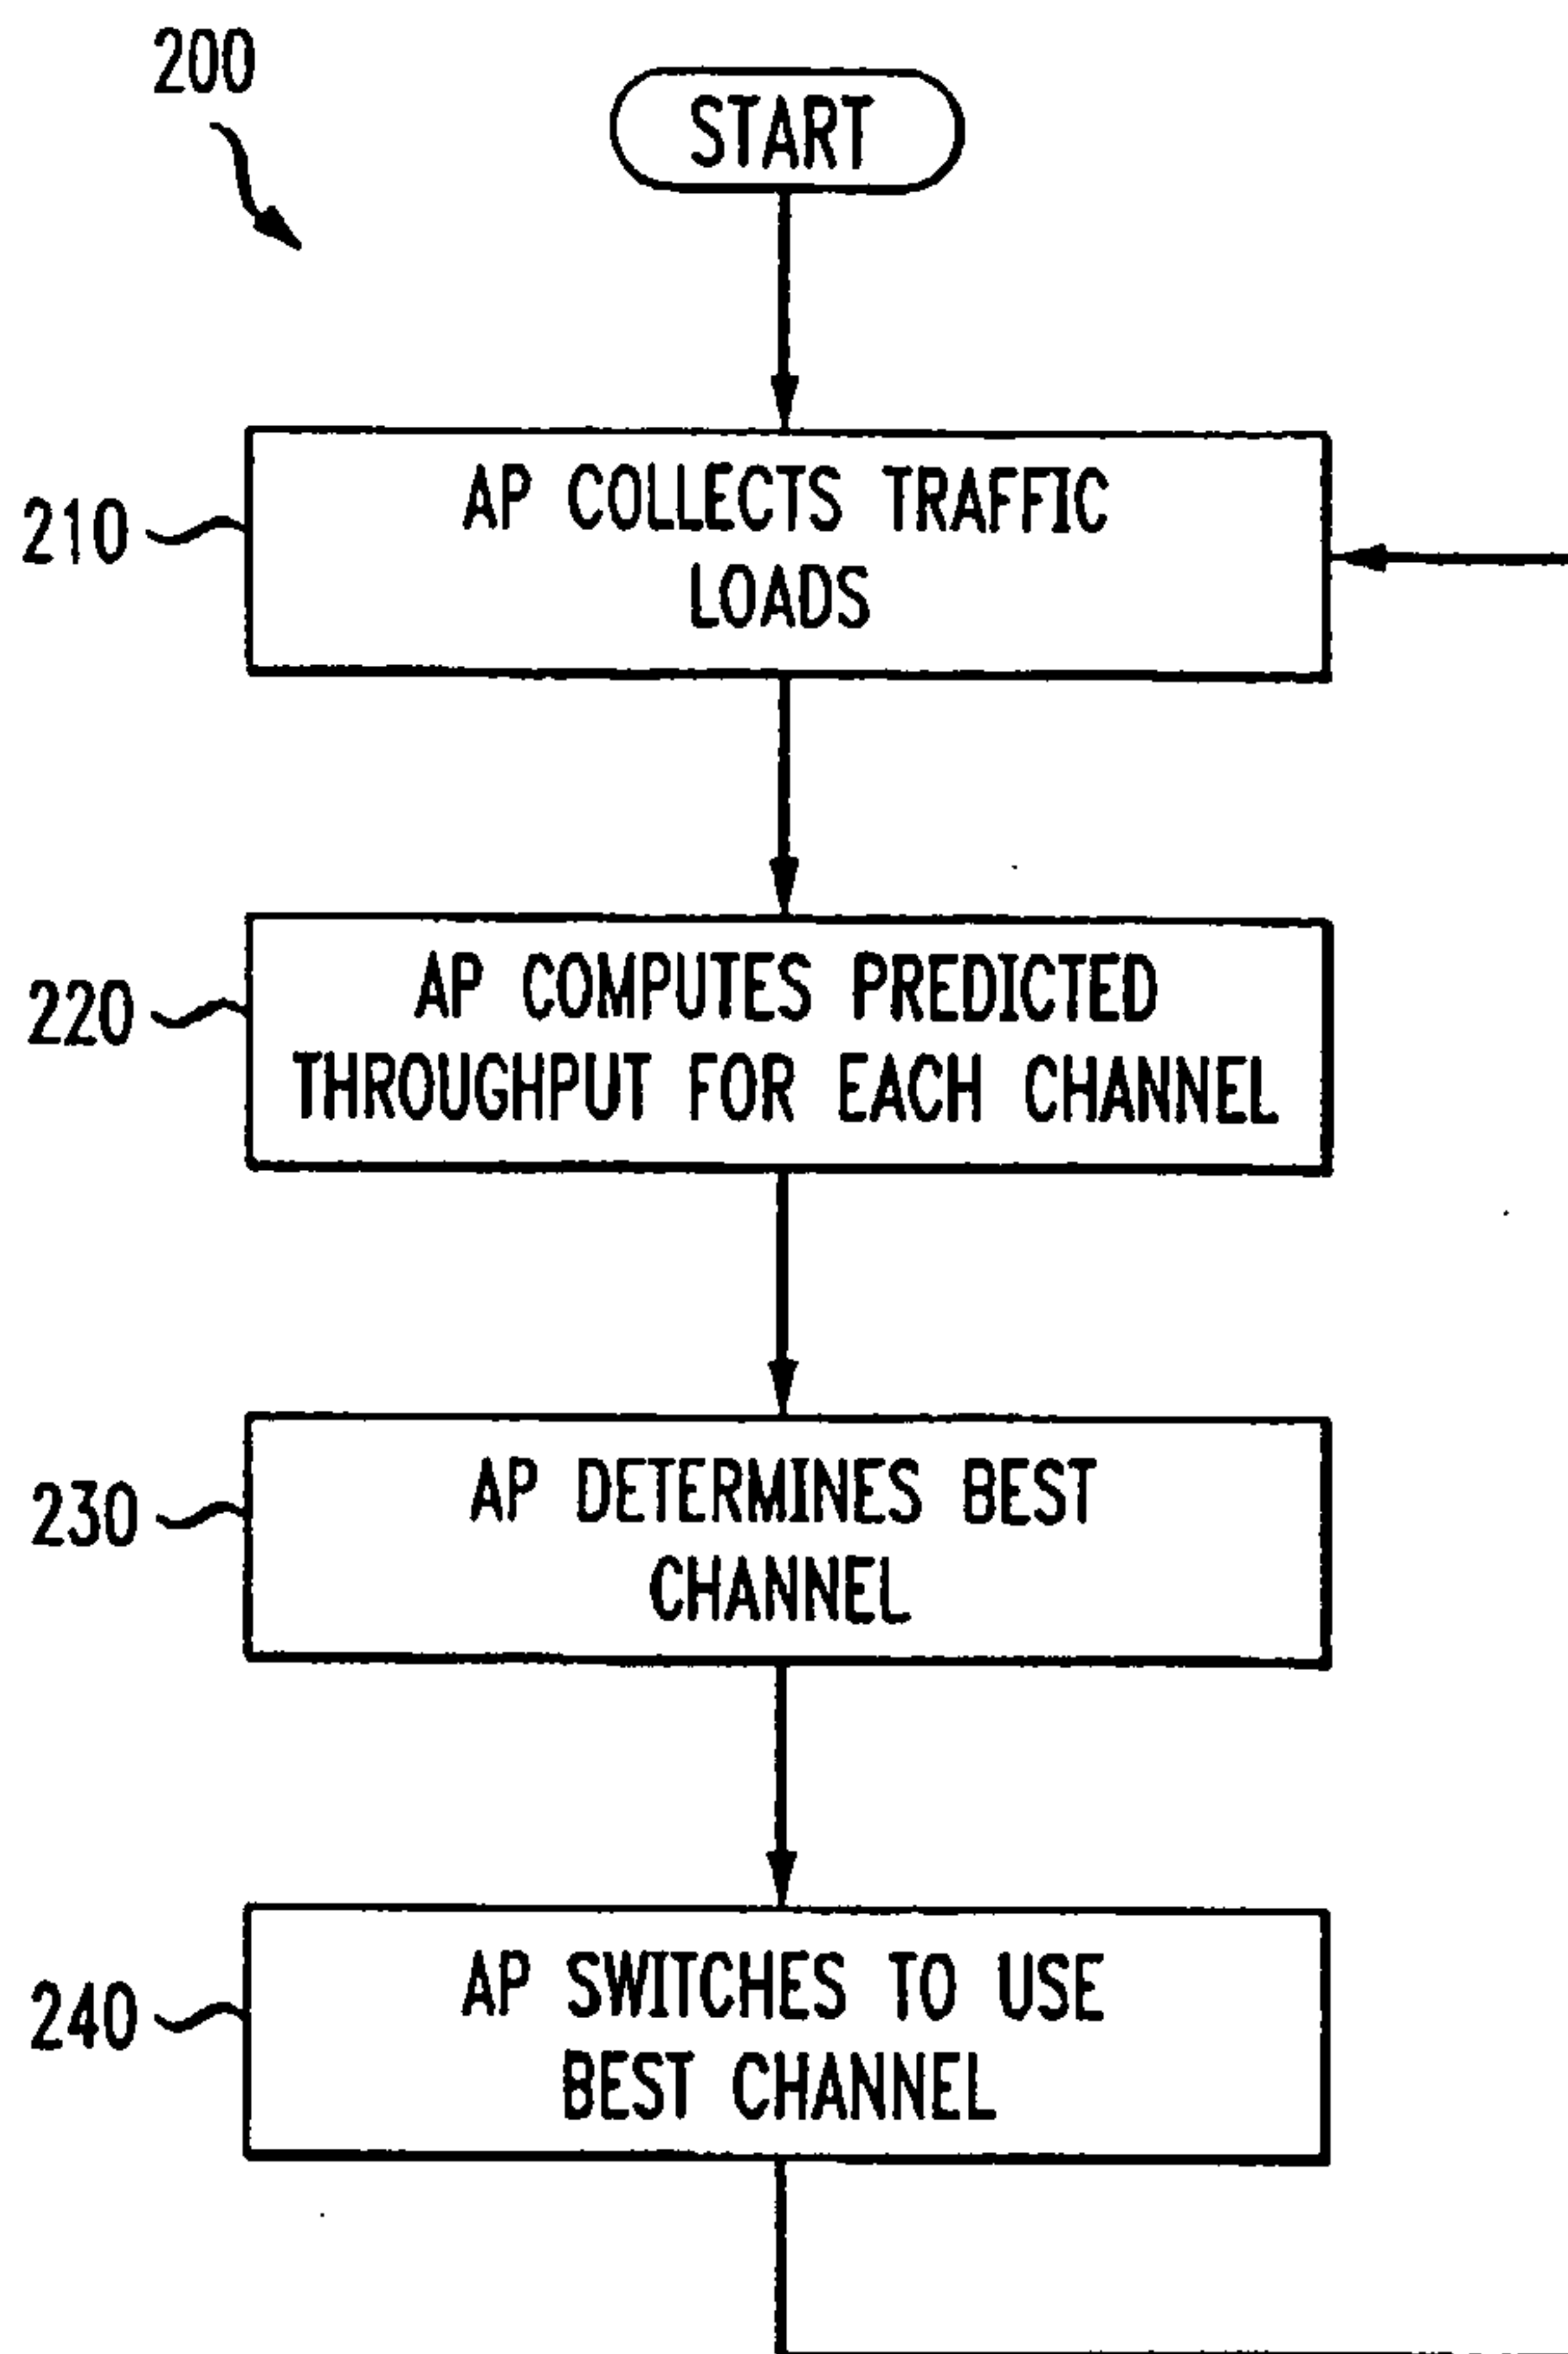 200
START
210
AP COLLECTS TRAFFIC
LOADS
220
AP COMPUTES PREDICTED
THROUGHPUT FOR EACH CHANNEL
230
AP DETERMINES BEST
CHANNEL
240
AP SWITCHES TO USE
BEST CHANNEL